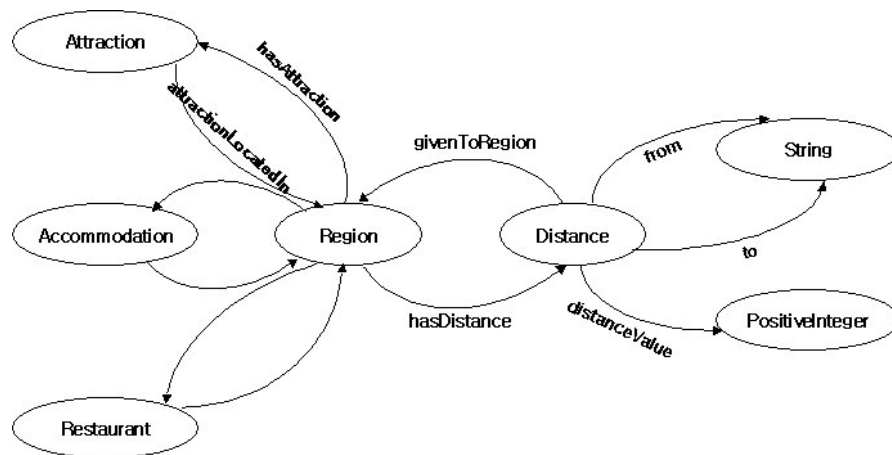 Attraction
hasAttraction
attractionLocatedIn
givenToRegion
from
String
Accommodation
Region
Distance
to
hasDistance
distanceValue
PositiveInteger
Restaurant